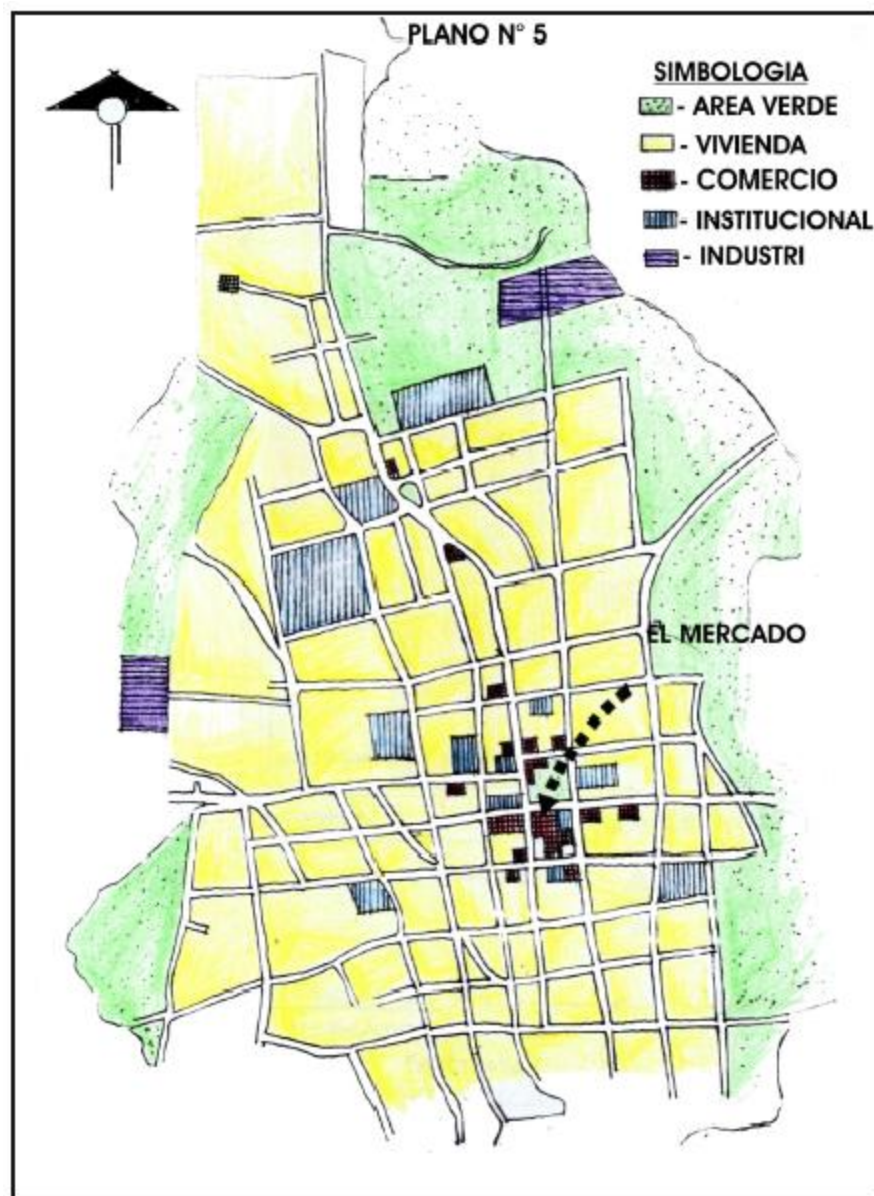 PLANO N° 5
SIMBOLOGIA
- AREA VERDE
- VIVIENDA
- COMERCIO
- INSTITUCIONAL
- INDUSTRI
EL MERCADO